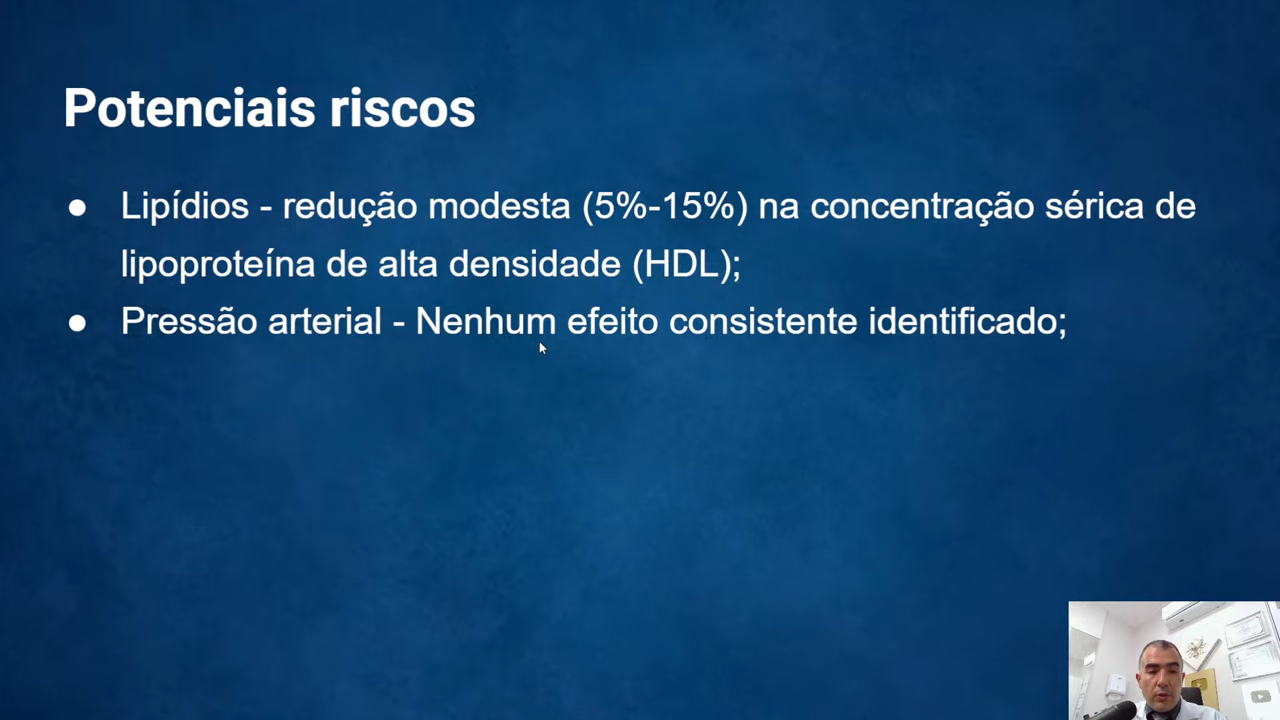 Potenciais riscos
● Lipídios - redução modesta (5%-15%) na concentração sérica de
lipoproteína de alta densidade (HDL);
● Pressão arterial - Nenhum efeito consistente identificado;